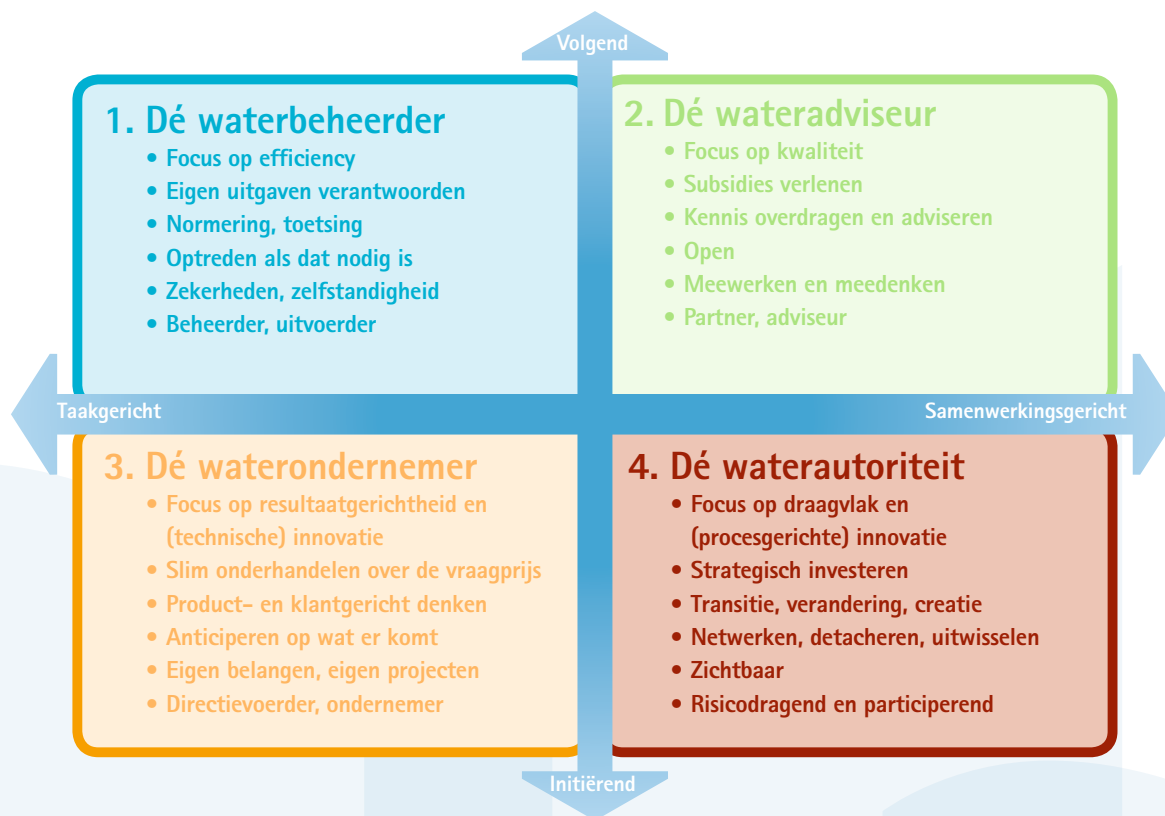 Volgend
1. Dé waterbeheerder
• Focus op efficiency
• Eigen uitgaven verantwoorden
• Normering, toetsing
• Optreden als dat nodig is
• Zekerheden, zelfstandigheid
• Beheerder, uitvoerder
2. Dé wateradviseur
• Focus op kwaliteit
• Subsidies verlenen
• Kennis overdragen en adviseren
• Open
• Meewerken en meedenken
• Partner, adviseur
Taakgericht
Samenwerkingsgericht
3. Dé waterondernemer
• Focus op resultaatgerichtheid en
(technische) innovatie
• Slim onderhandelen over de vraagprijs
• Product- en klantgericht denken
• Anticiperen op wat er komt
• Eigen belangen, eigen projecten
• Directievoerder, ondernemer
4. Dé waterautoriteit
• Focus op draagvlak en
(procesgerichte) innovatie
• Strategisch investeren
• Transitie, verandering, creatie
• Netwerken, detacheren, uitwisselen
• Zichtbaar
• Risicodragend en participerend
Initiërend